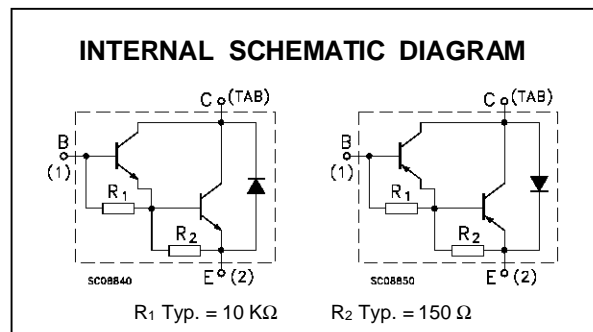 INTERNAL SCHEMATIC DIAGRAM
C (TAB) C (TAB)
B B
(1) (1)
R1 R1
R2 R2
SC08840 E (2) SC08850 E (2)
R1 Typ. = 10 KΩ R2 Typ. = 150 Ω